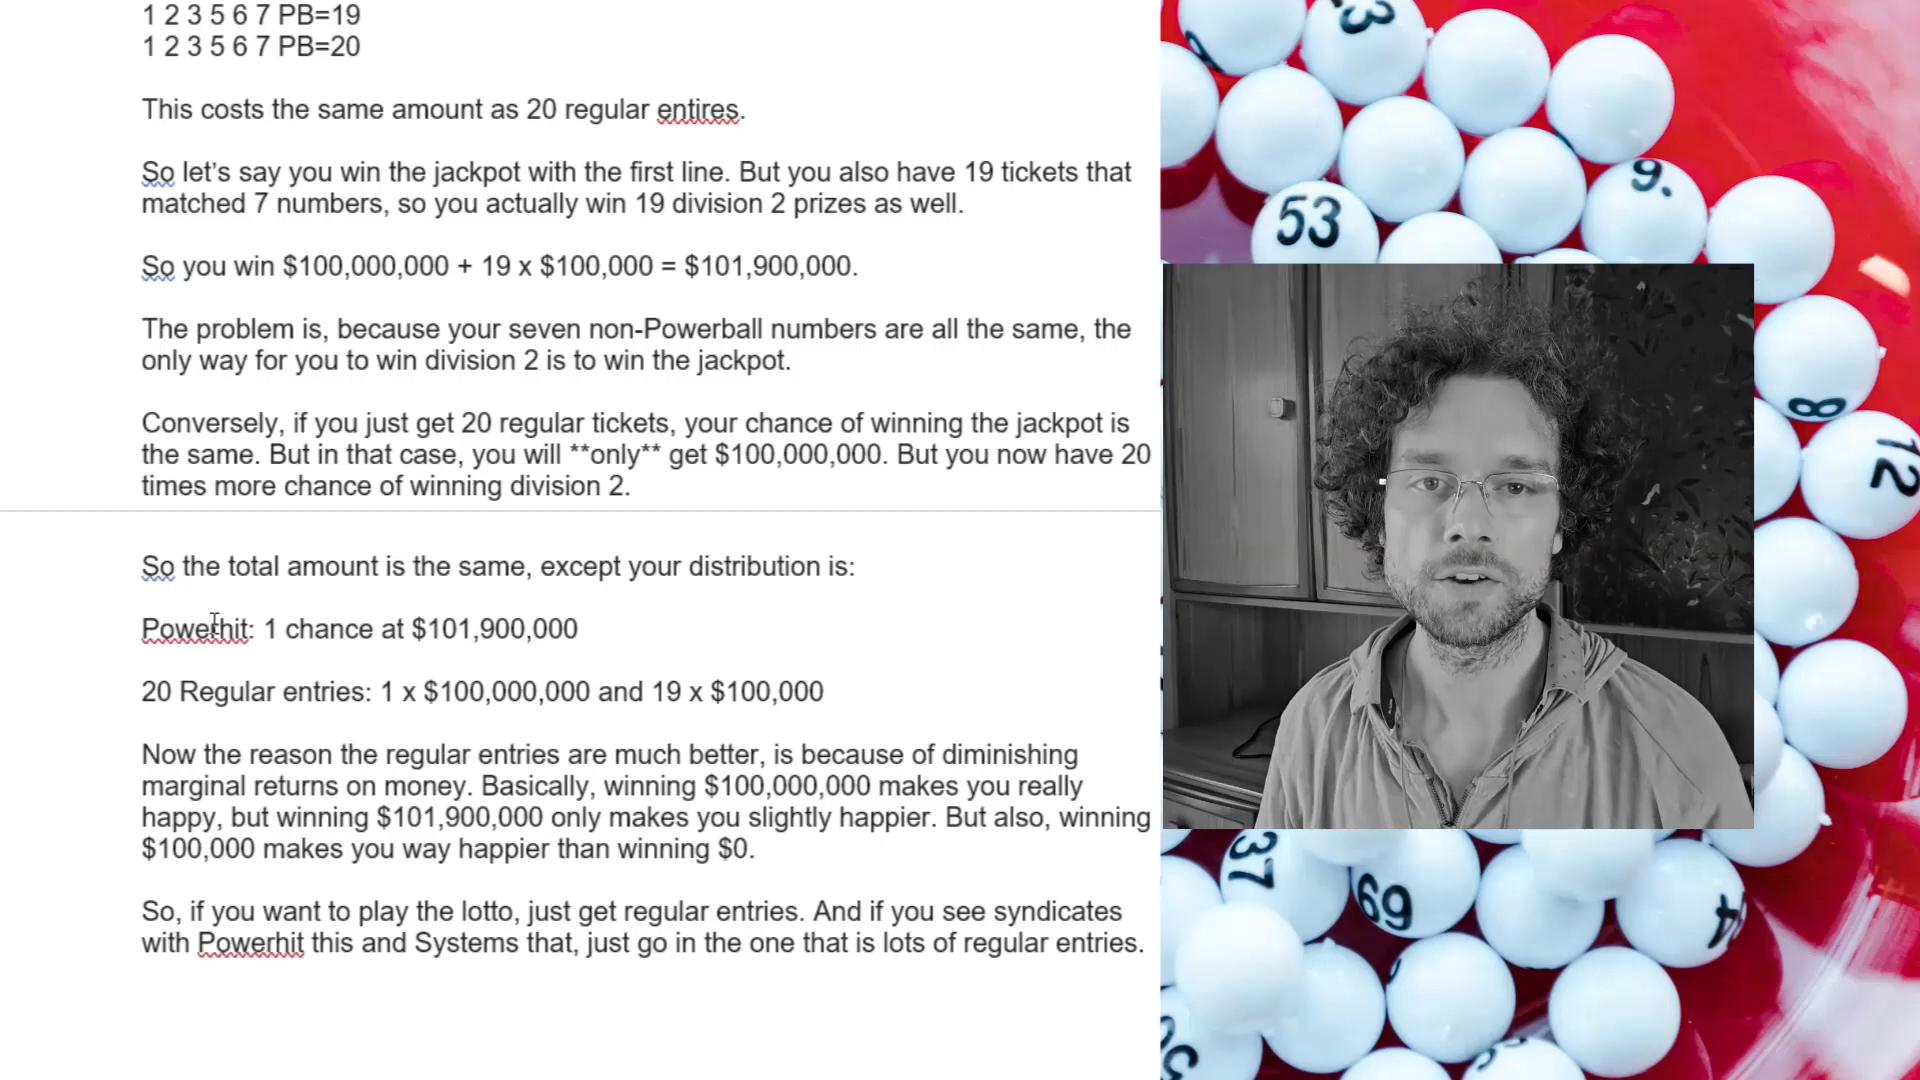 1 2 3 5 6 7 PB=19
1 2 3 5 6 7 PB=20
This costs the same amount as 20 regular entires.
So let's say you win the jackpot with the first line. But you also have 19 tickets that
matched 7 numbers, so you actually win 19 division 2 prizes as well.
So you win $100,000,000 + 19 x $100,000 = $101,900,000.
The problem is, because your seven non-Powerball numbers are all the same, the
only way for you to win division 2 is to win the jackpot.
Conversely, if you just get 20 regular tickets, your chance of winning the jackpot is
the same. But in that case, you will **only** get $100,000,000. But you now have 20
times more chance of winning division 2.
So the total amount is the same, except your distribution is:
Powerhit: 1 chance at $101,900,000
20 Regular entries: 1 x $100,000,000 and 19 x $100,000
Now the reason the regular entries are much better, is because of diminishing
marginal returns on money. Basically, winning $100,000,000 makes you really
happy, but winning $101,900,000 only makes you slightly happier. But also, winning
$100,000 makes you way happier than winning $0.
So, if you want to play the lotto, just get regular entries. And if you see syndicates
with Powerhit this and Systems that, just go in the one that is lots of regular entries.
53
9.
8
12
37
69